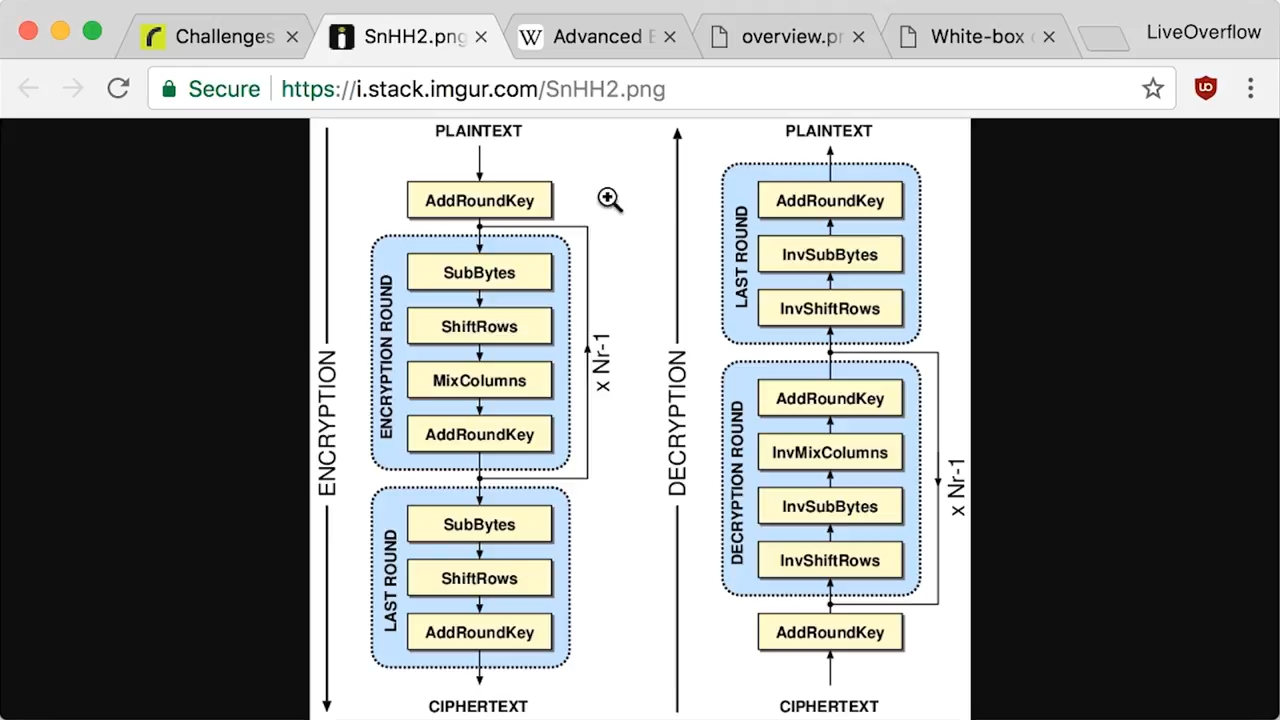 Challenges
SnHH2.png
Advanced E
overview.pr
White-box c
LiveOverflow
Secure
https://i.stack.imgur.com/SnHH2.png
PLAINTEXT
AddRoundKey
ENCRYPTION
ENCRYPTION ROUND
SubBytes
ShiftRows
MixColumns
AddRoundKey
x Nr-1
LAST ROUND
SubBytes
ShiftRows
AddRoundKey
CIPHERTEXT
PLAINTEXT
DECRYPTION
LAST ROUND
AddRoundKey
InvSubBytes
InvShiftRows
DECRYPTION ROUND
AddRoundKey
InvMixColumns
InvSubBytes
InvShiftRows
x Nr-1
AddRoundKey
CIPHERTEXT